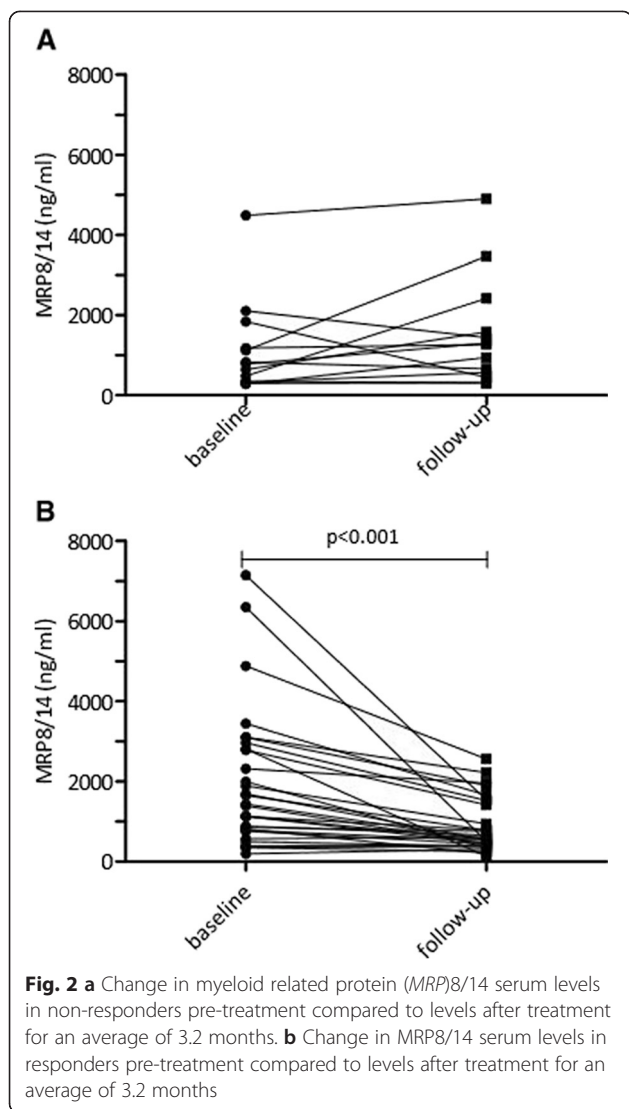 A
8000
6000
4000
2000
0
MRP8/14 (ng/ml)
baseline
follow-up
B
p<0.001
8000
6000
4000
2000
0
MRP8/14 (ng/ml)
baseline
follow-up
Fig. 2 a Change in myeloid related protein (MRP)8/14 serum levels
in non-responders pre-treatment compared to levels after treatment
for an average of 3.2 months. b Change in MRP8/14 serum levels in
responders pre-treatment compared to levels after treatment for an
average of 3.2 months